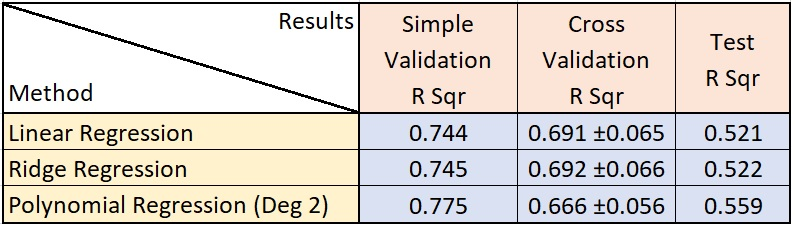 Results
Method
Simple
Validation
R Sqr
Cross
Validation
R Sqr
Test
R Sqr
Linear Regression 0.744 0.691 ±0.065 0.521
Ridge Regression 0.745 0.692 ±0.066 0.522
Polynomial Regression (Deg 2) 0.775 0.666 ±0.056 0.559